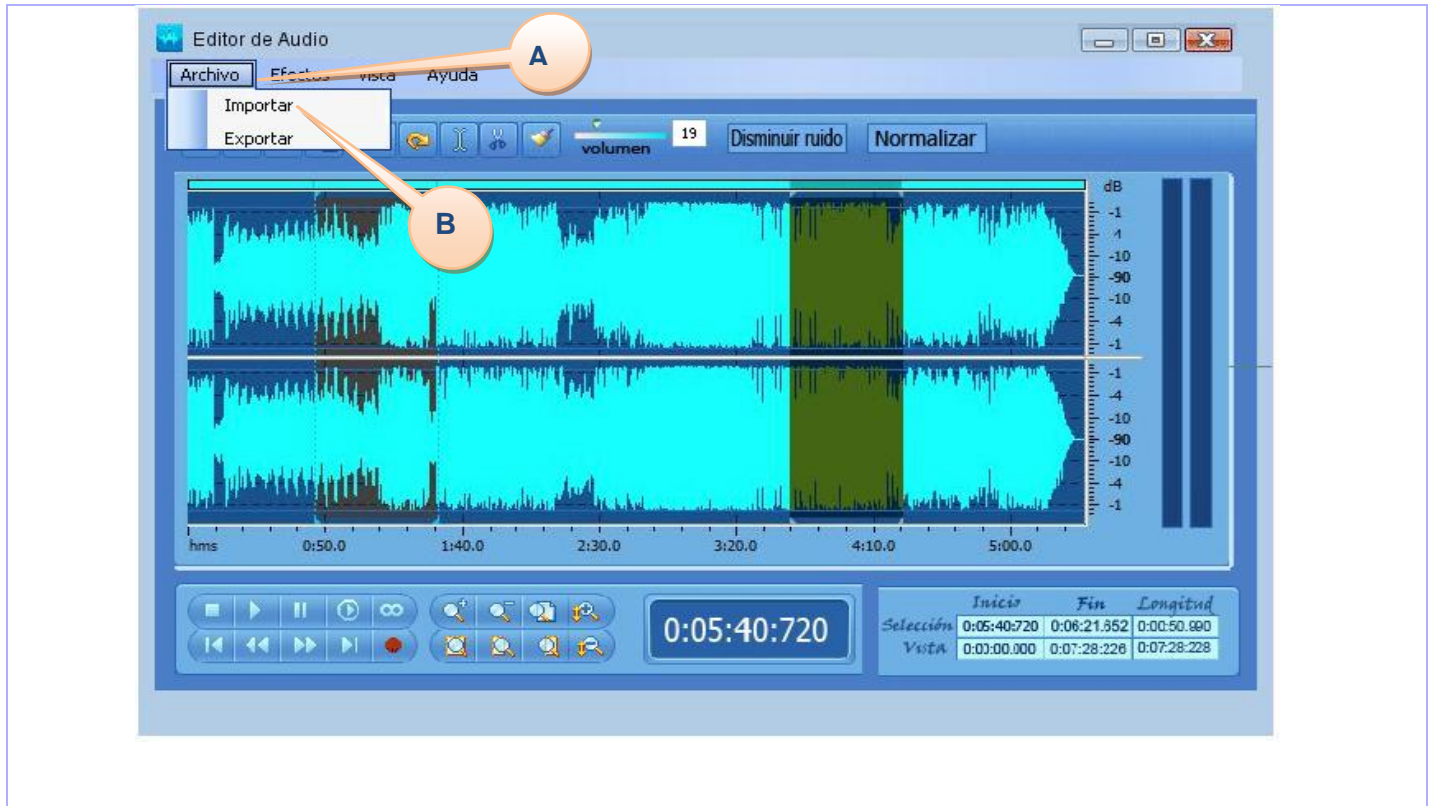 Editor de Audio
A
Archivo Efectos Vista Ayuda
Importar
Exportar
volumen 19 Disminuir ruido Normalizar
B
dB
-1
-4
-10
-90
-10
-4
-1
-1
-4
-10
-90
-10
-4
-1
hms 0:50.0 1:40.0 2:30.0 3:20.0 4:10.0 5:00.0
Inicio Fin Longitud
0:05:40:720
Selección 0:05:40:720 0:06:21.652 0:00:50.990
Vista 0:00:00.000 0:07:28:226 0:07:28:228